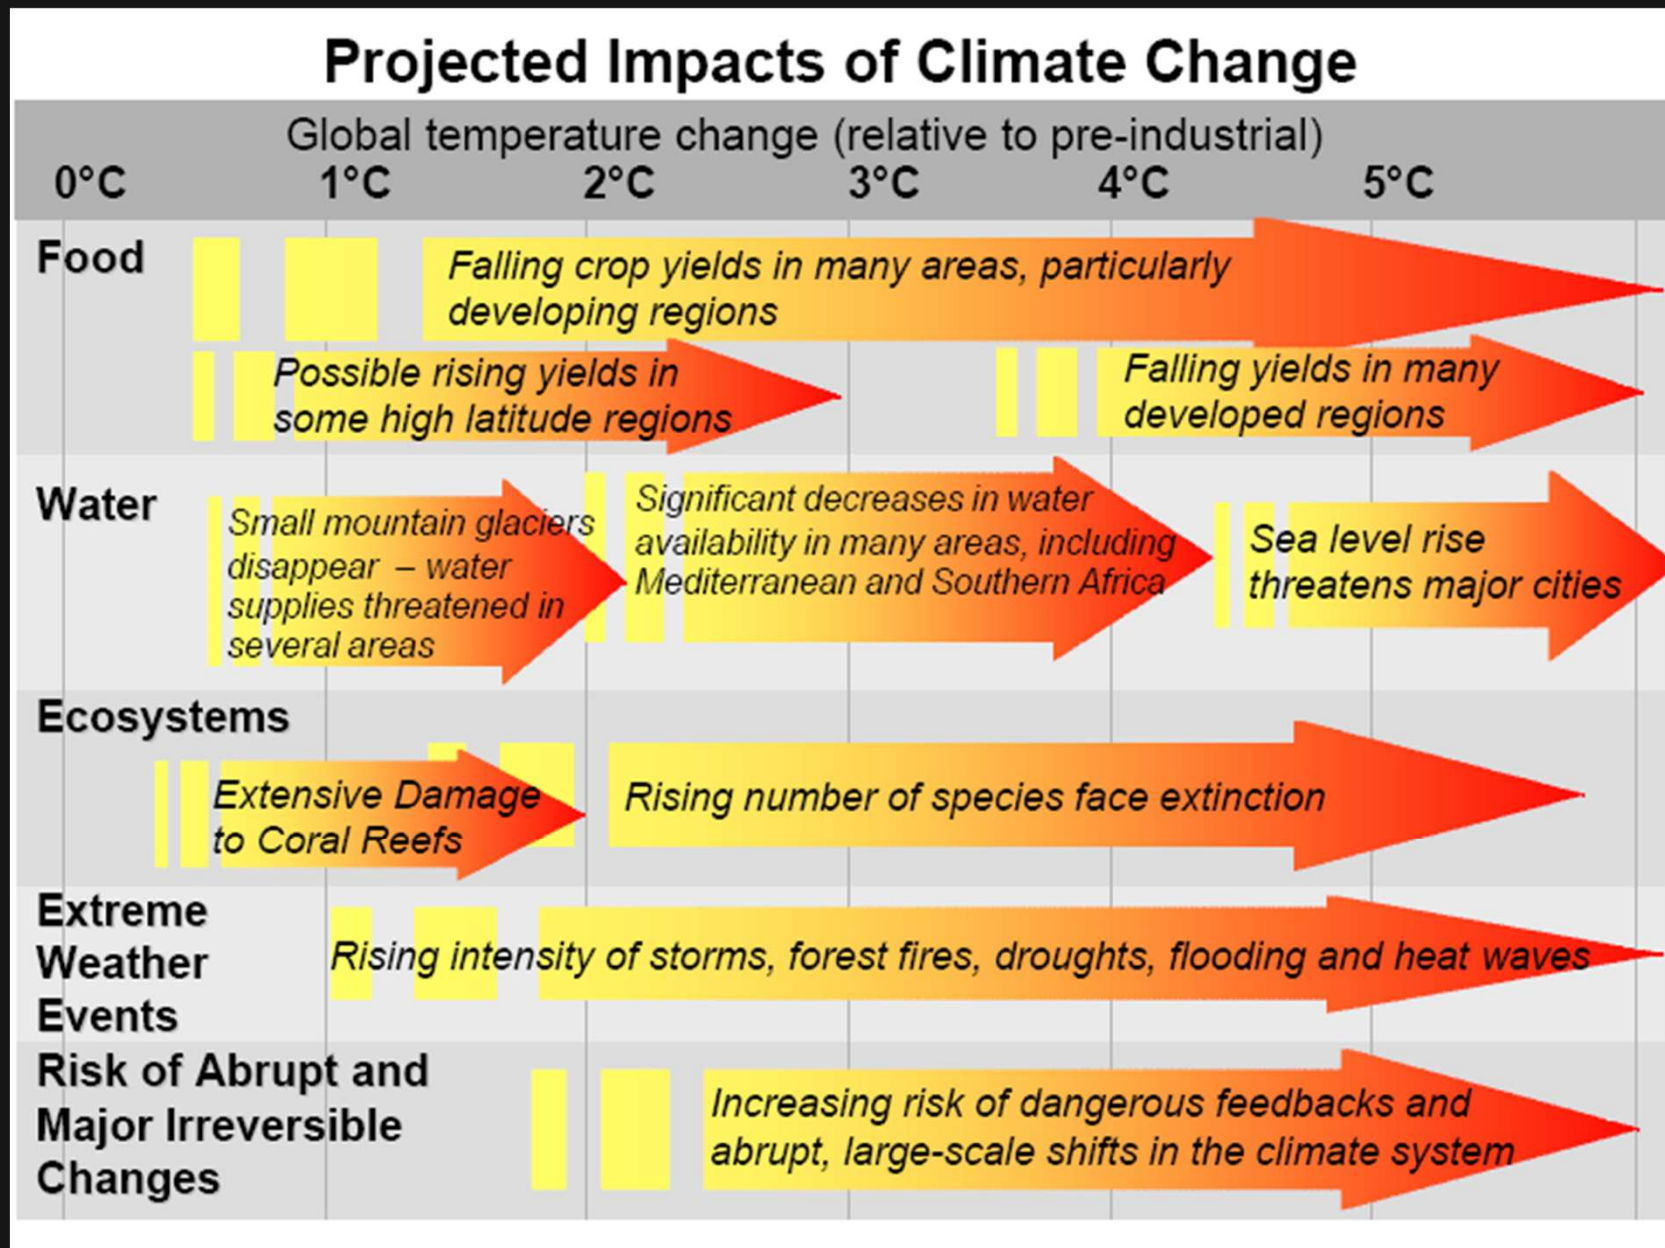 Projected Impacts of Climate Change
Global temperature change (relative to pre-industrial)
0°C 1°C 2°C 3°C 4°C 5°C
Food
Falling crop yields in many areas, particularly
developing regions
Possible rising yields in
some high latitude regions
Falling yields in many
developed regions
Water
Small mountain glaciers
disappear – water
supplies threatened in
several areas
Significant decreases in water
availability in many areas, including
Mediterranean and Southern Africa
Sea level rise
threatens major cities
Ecosystems
Extensive Damage
to Coral Reefs
Rising number of species face extinction
Extreme
Weather
Events
Rising intensity of storms, forest fires, droughts, flooding and heat waves
Risk of Abrupt and
Major Irreversible
Changes
Increasing risk of dangerous feedbacks and
abrupt, large-scale shifts in the climate system